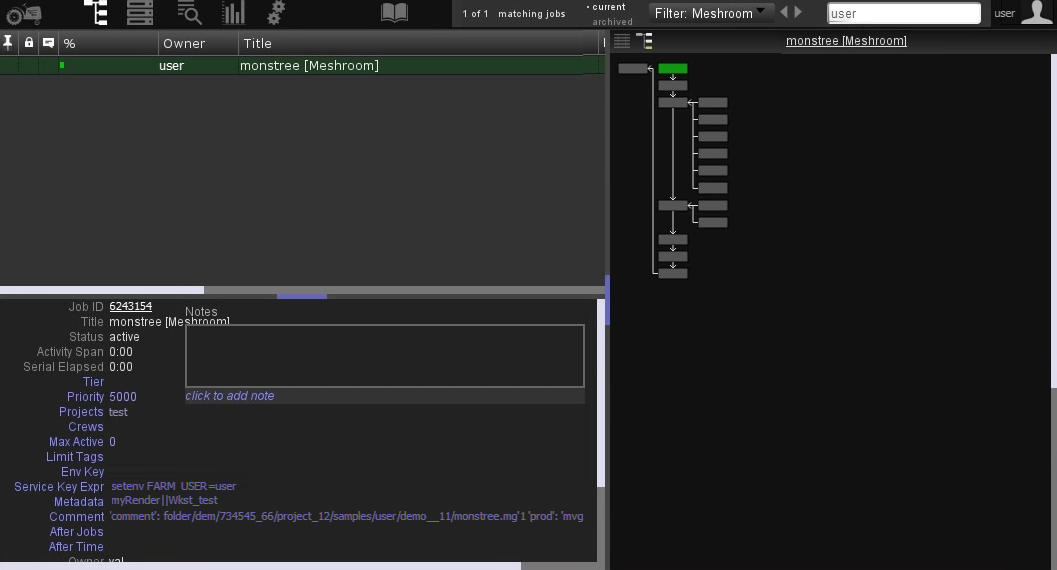 1 of 1 matching jobs
• current
archived
Filter: Meshroom
user
user
% Owner Title
user monstree [Meshroom]
monstree [Meshroom]
Job ID 6243154
Title monstree [Meshroom]
Status active
Activity Span 0:00
Serial Elapsed 0:00
Tier
Priority 5000
Projects test
Crews
Max Active 0
Limit Tags
Env Key
Service Key Expr setenv FARM_USER=user
Metadata myRender||Wkst_test
Comment 'comment': folder/dem/734545_66/project_12/samples/user/demo__11/monstree.mg'1 'prod': 'mvg
After Jobs
After Time
Owner val
Notes
click to add note